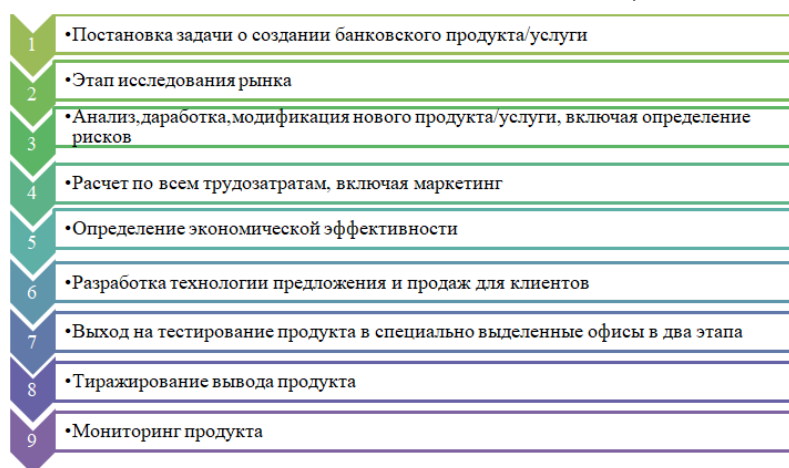 1
•Постановка задачи о создании банковского продукта/услуги
2
•Этап исследования рынка
3
•Анализ,даработка,модификация нового продукта/услуги, включая определение
рисков
4
•Расчет по всем трудозатратам, включая маркетинг
5
•Определение экономической эффективности
6
•Разработка технологии предложения и продаж для клиентов
7
•Выход на тестирование продукта в специально выделенные офисы в два этапа
8
•Тиражирование вывода продукта
9
•Мониторинг продукта